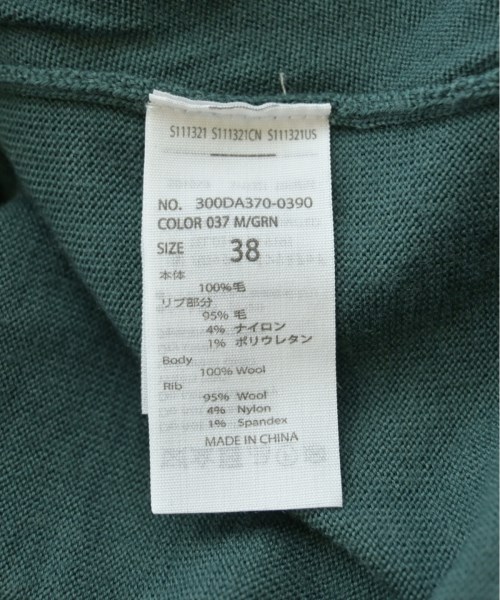 S111321 S111321CN S111321US
NO. 300DA370-0390
COLOR 037 M/GRN
SIZE 38
本体
100%毛
リブ部分
95% 毛
4% ナイロン
1% ポリウレタン
Body
100% Wool
Rib
95% Wool
4% Nylon
1% Spandex
MADE IN CHINA